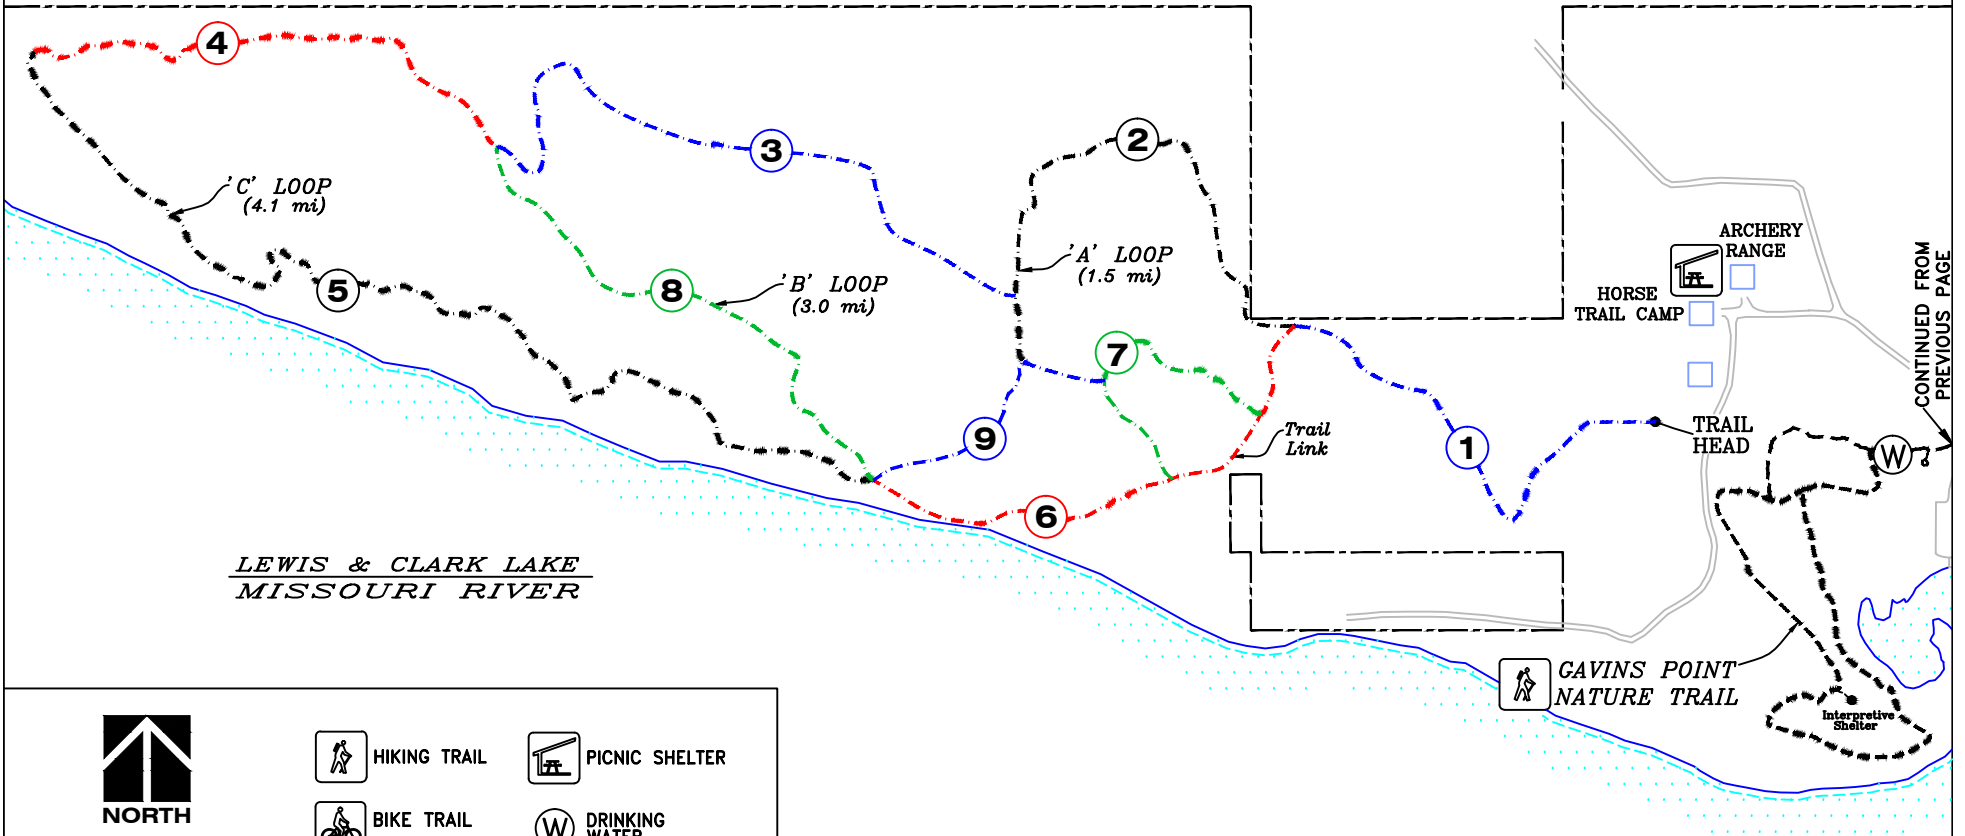 4
2
3
'C' LOOP
(4.1 mi)
'A' LOOP
(1.5 mi)
'B' LOOP
(3.0 mi)
5
8
7
9
6
1
Trail
Link
ARCHERY
RANGE
HORSE
TRAIL CAMP
CONTINUED FROM
PREVIOUS PAGE
TRAIL
HEAD
W
LEWIS & CLARK LAKE
MISSOURI RIVER
GAVINS POINT
NATURE TRAIL
Interpretive
Shelter
NORTH
HIKING TRAIL
PICNIC SHELTER
BIKE TRAIL
W
DRINKING
WATER